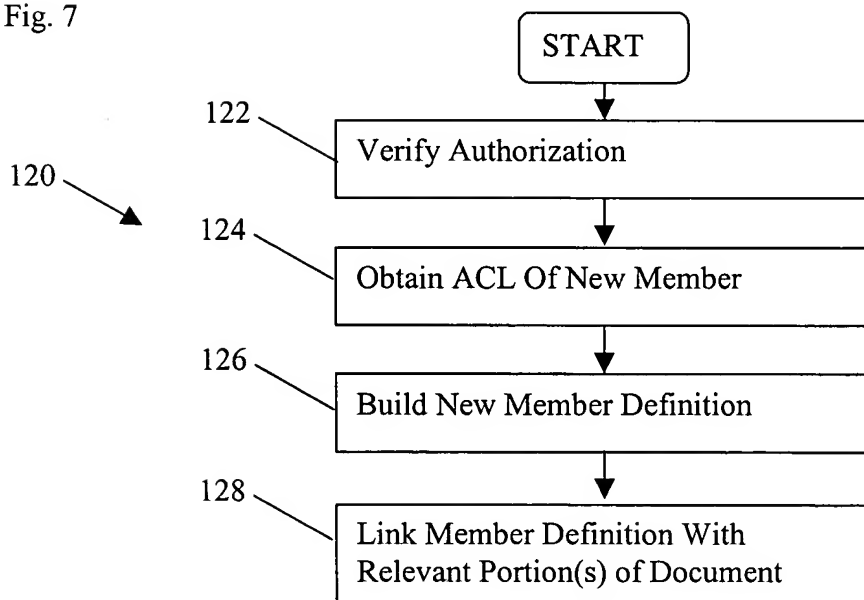 Fig. 7
START
122
Verify Authorization
120
124
Obtain ACL Of New Member
126
Build New Member Definition
128
Link Member Definition With
Relevant Portion(s) of Document